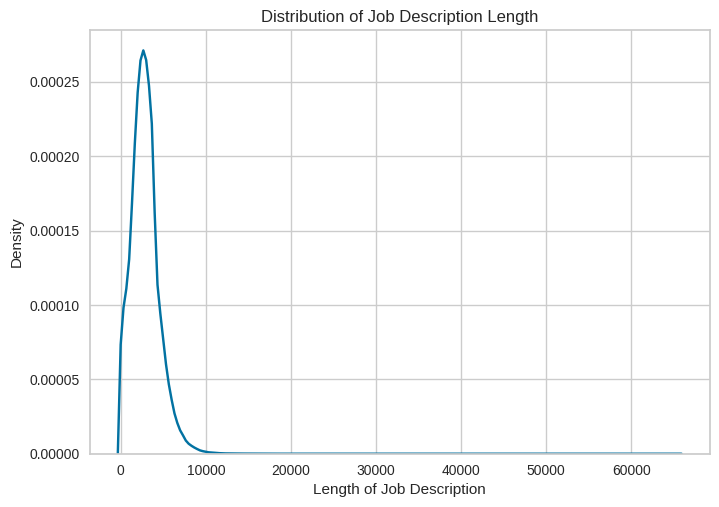 Distribution of Job Description Length
0.00025
0.00020
0.00015
0.00010
0.00005
0.00000
Density
0 10000 20000 30000 40000 50000 60000
Length of Job Description